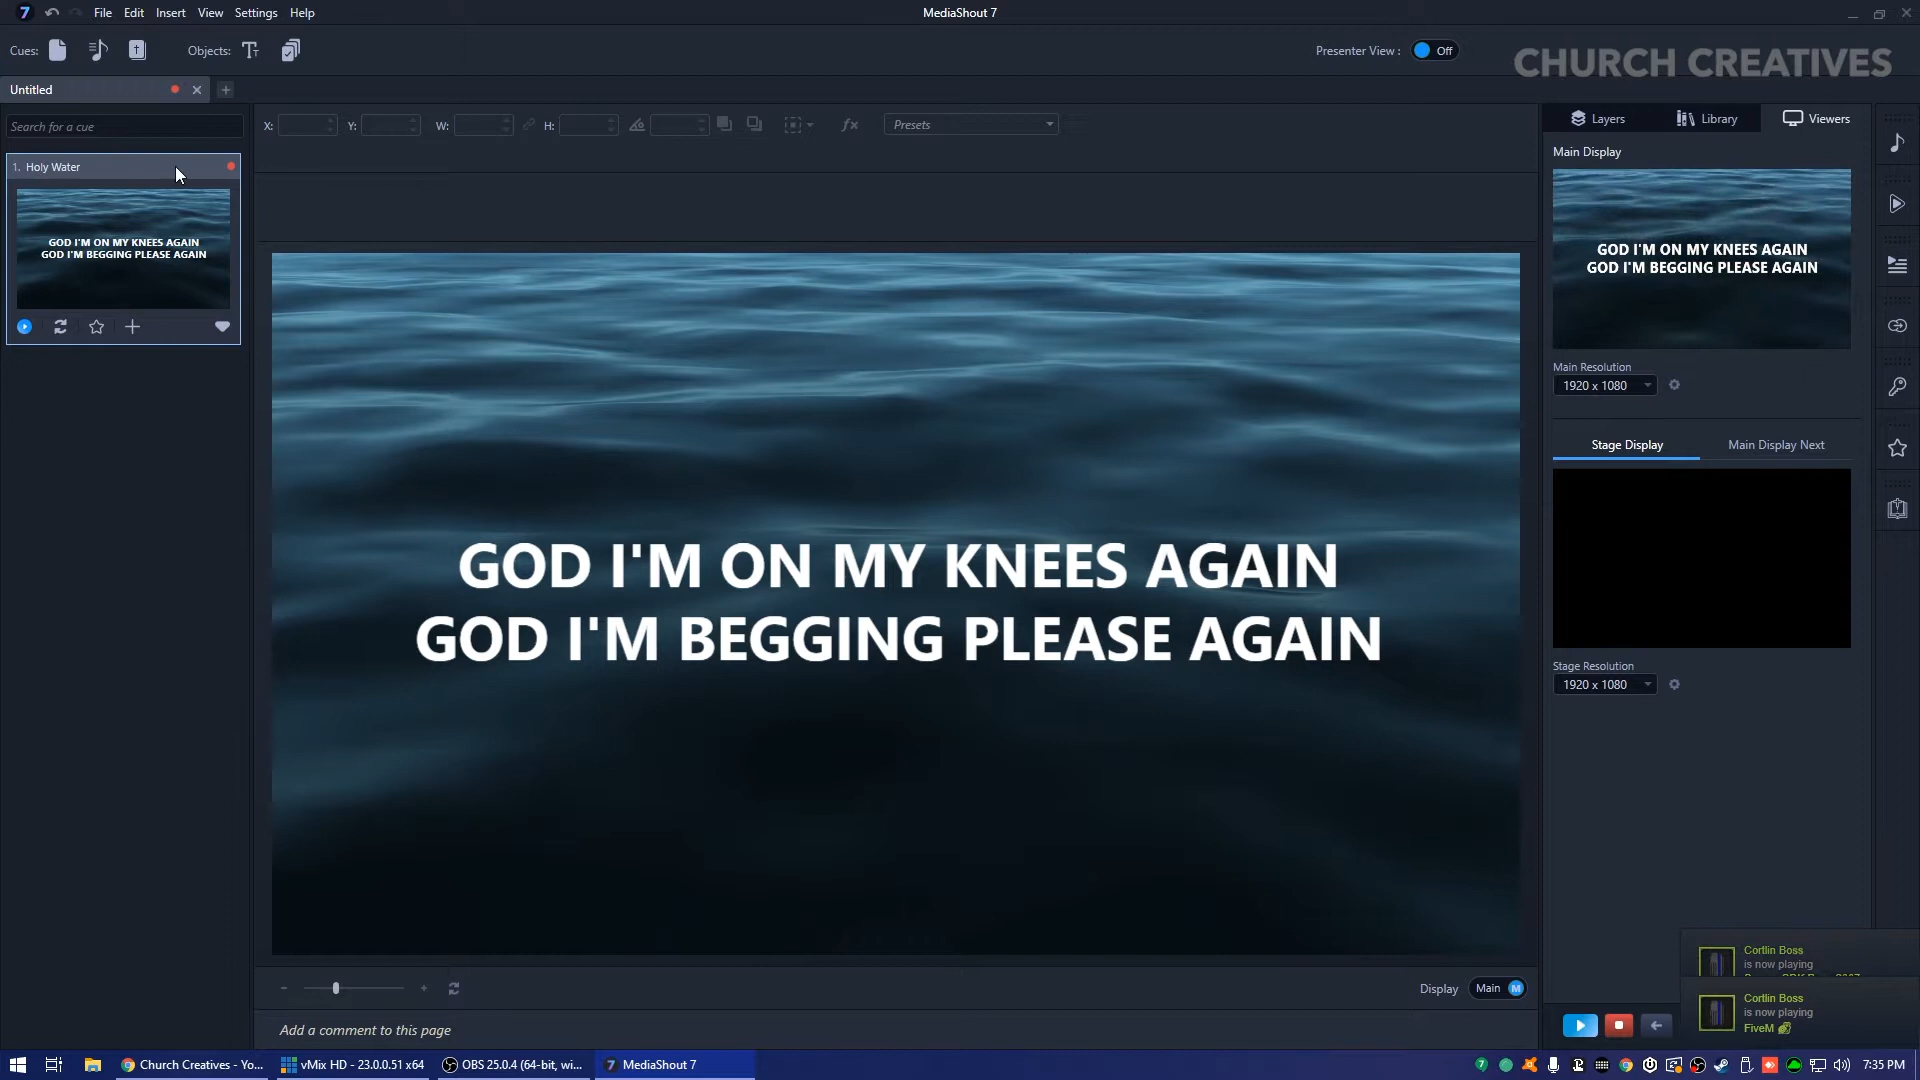 File Edit Insert View Settings Help
MediaShout 7
Cues:
Objects:
Presenter View :
Off
CHURCH CREATIVES
Untitled
Search for a cue
X:
Y:
W:
H:
Presets
Layers
Library
Viewers
1. Holy Water
GOD I'M ON MY KNEES AGAIN
GOD I'M BEGGING PLEASE AGAIN
GOD I'M ON MY KNEES AGAIN
GOD I'M BEGGING PLEASE AGAIN
Main Display
GOD I'M ON MY KNEES AGAIN
GOD I'M BEGGING PLEASE AGAIN
Main Resolution
1920 x 1080
Stage Display
Main Display Next
Stage Resolution
1920 x 1080
Display
Main
M
Add a comment to this page
Cortlin Boss
is now playing
Cortlin Boss
is now playing
FiveM
Church Creatives - Yo...
vMix HD - 23.0.0.51 x64
OBS 25.0.4 (64-bit, wi...
7 MediaShout 7
7:35 PM